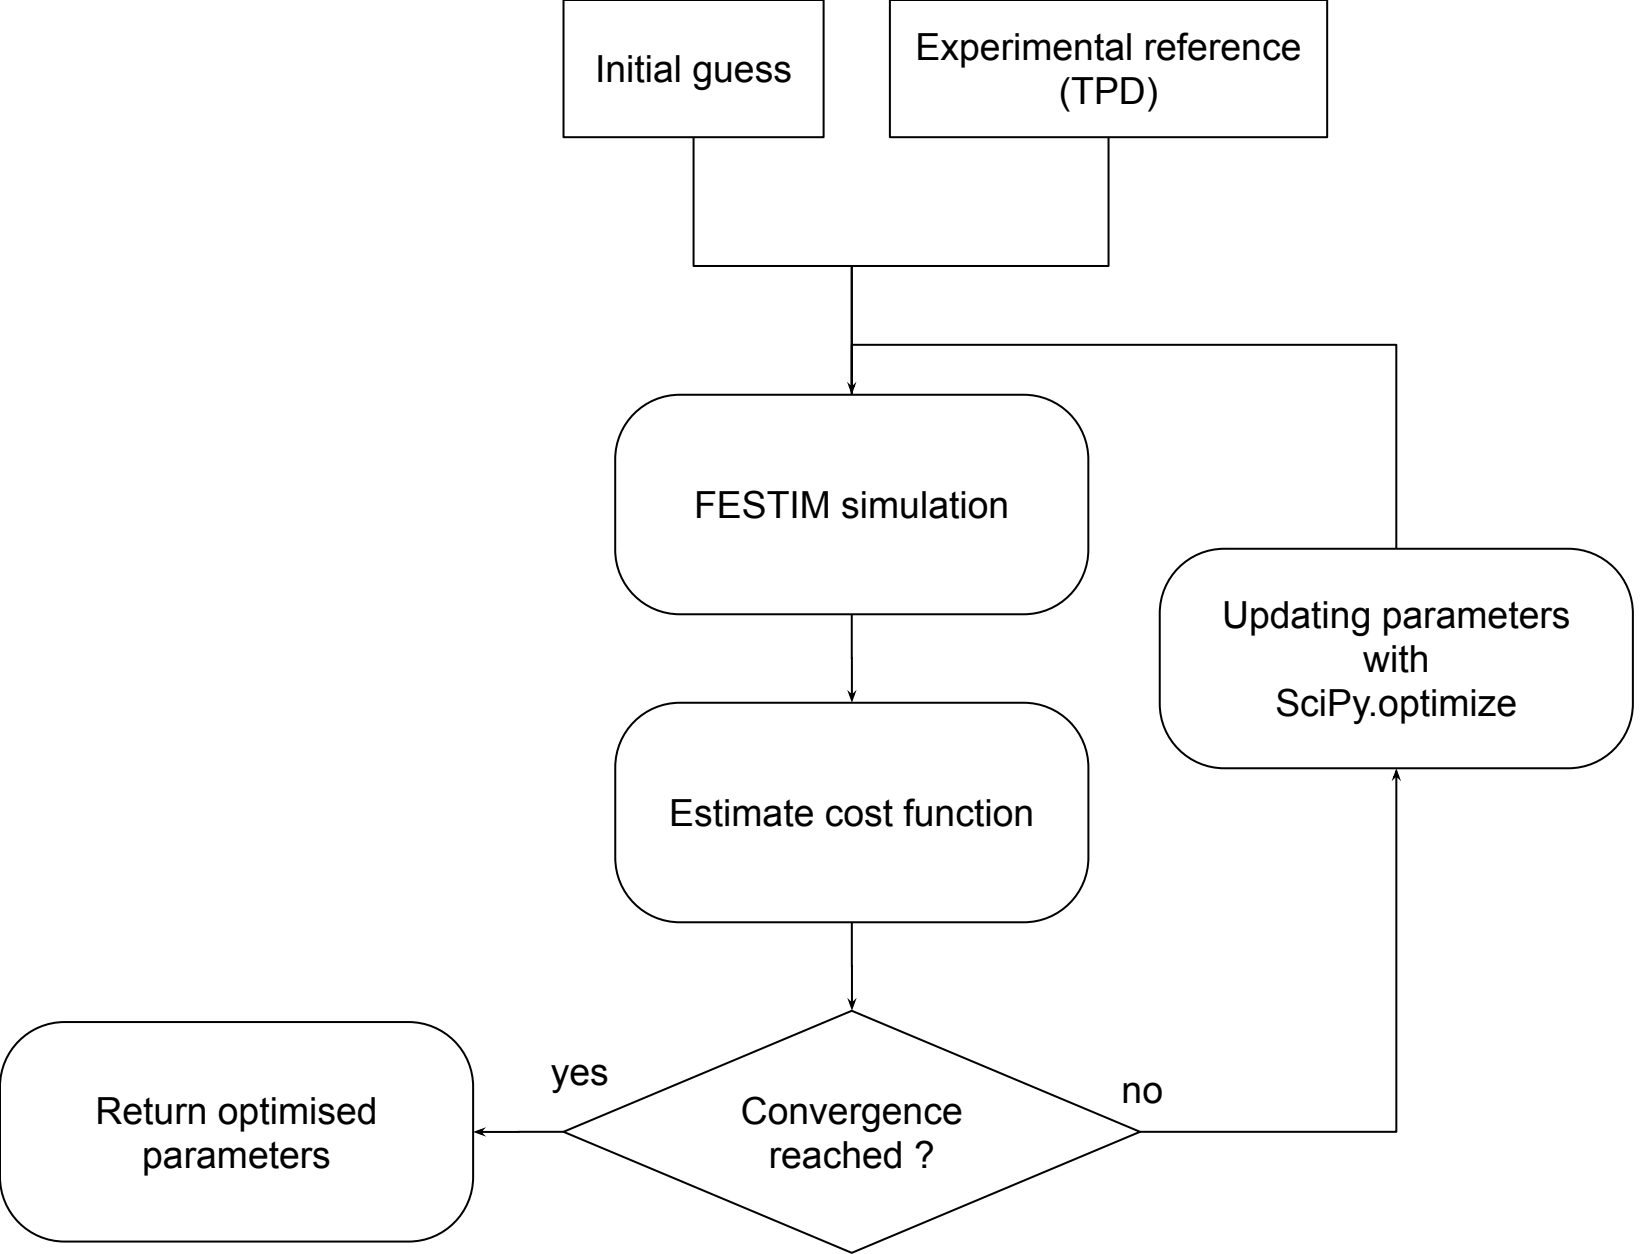 Initial guess
Experimental reference
(TPD)
FESTIM simulation
Updating parameters
with
SciPy.optimize
Estimate cost function
yes
no
Convergence
reached ?
Return optimised
parameters